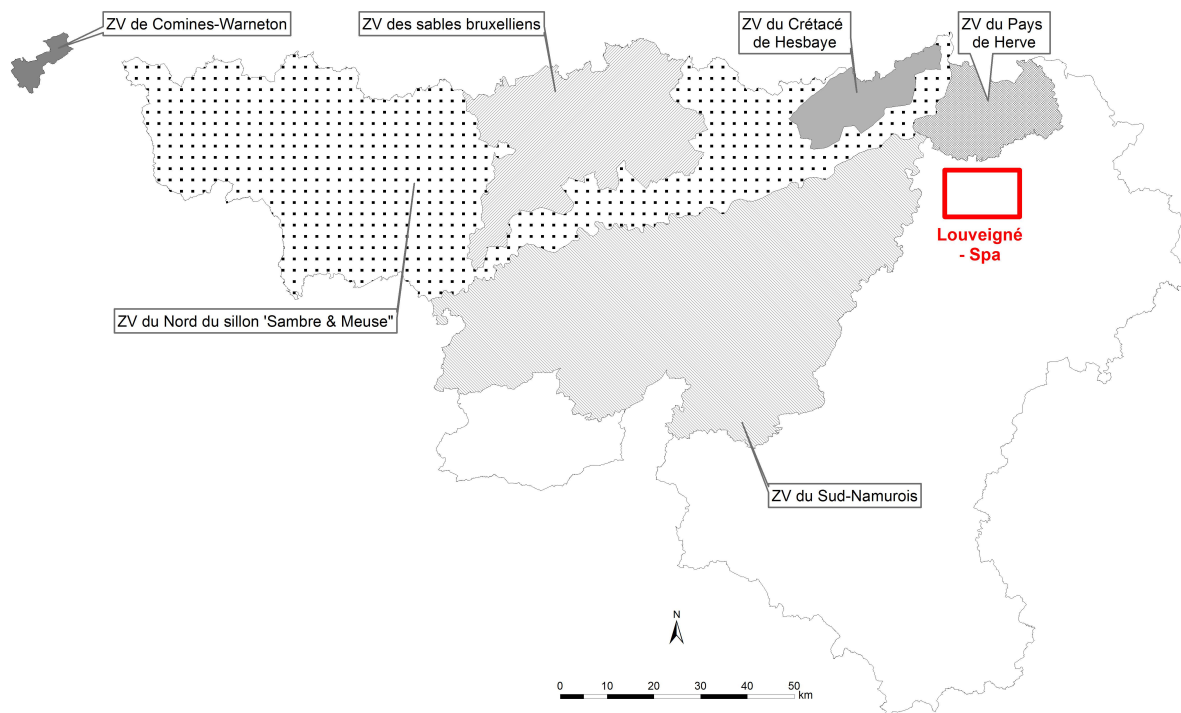 ZV de Comines-Warneton
ZV des sables bruxelliens
ZV du Crétacé
de Hesbaye
ZV du Pays
de Herve
Louveigné
- Spa
ZV du Nord du sillon 'Sambre & Meuse"
ZV du Sud-Namurois
N
0 10 20 30 40 50
km